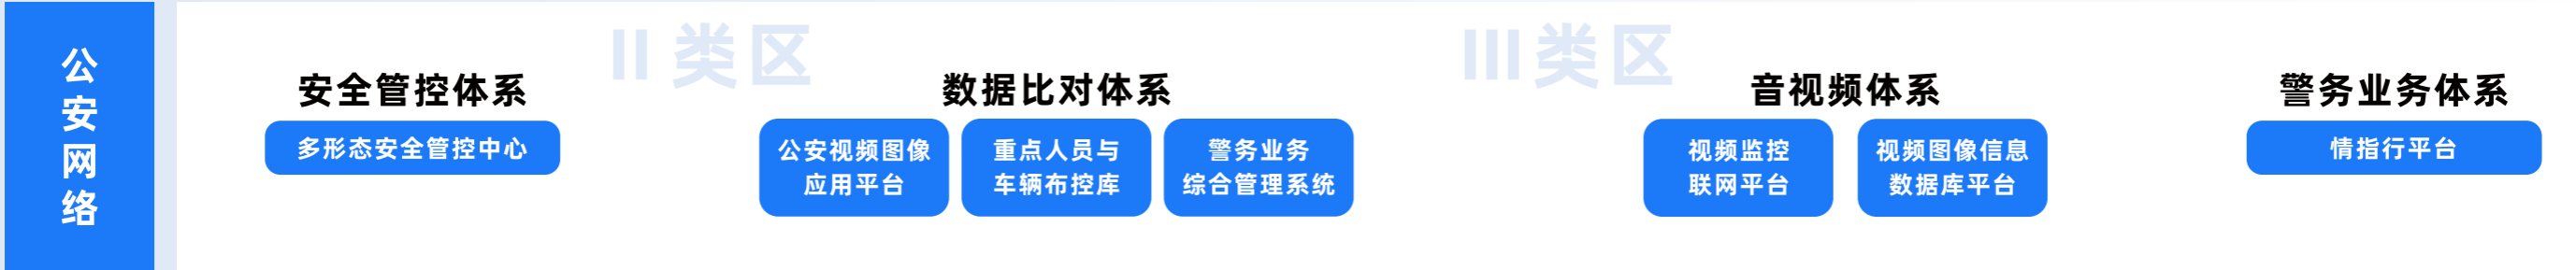 公安网络
II 类区
III类区
安全管控体系
多形态安全管控中心
数据比对体系
公安视频图像
应用平台
重点人员与
车辆布控库
警务业务
综合管理系统
音视频体系
视频监控
联网平台
视频图像信息
数据库平台
警务业务体系
情指行平台